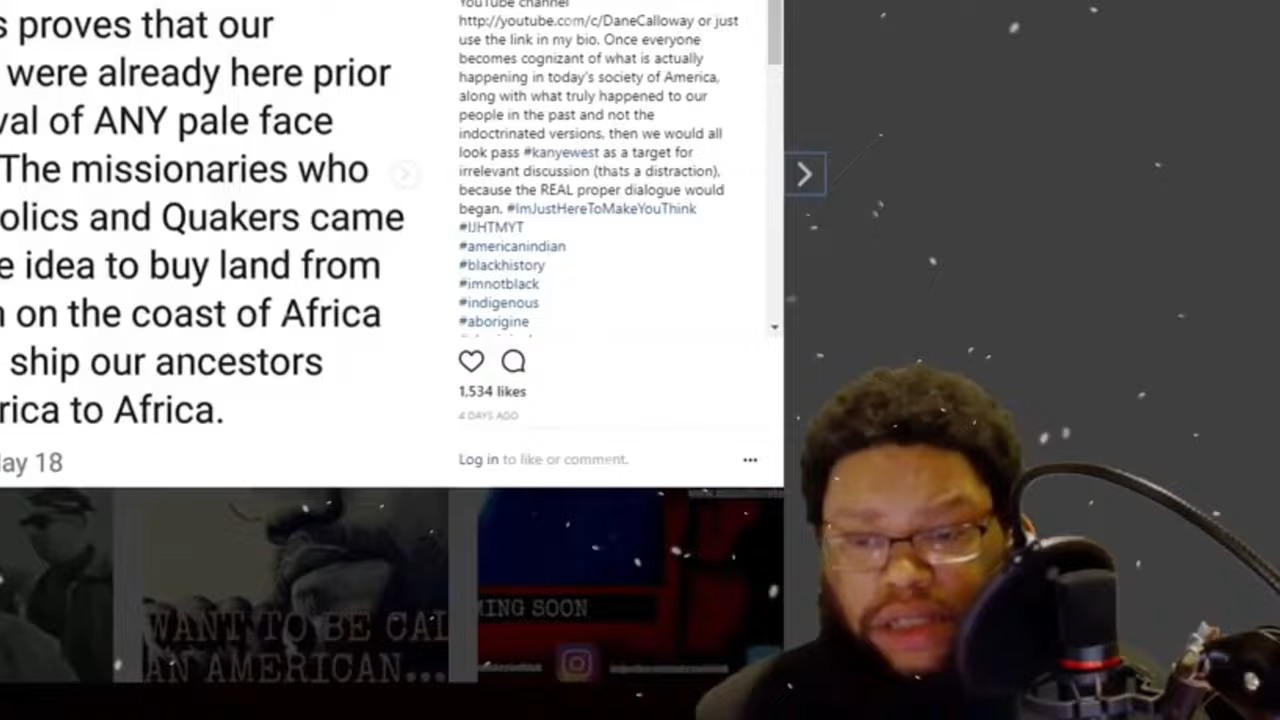 s proves that our
were already here prior
val of ANY pale face
The missionaries who
olics and Quakers came
e idea to buy land from
n on the coast of Africa
ship our ancestors
rica to Africa.
ay 18
YouTube channel
http://youtube.com/c/DaneCalloway or just
use the link in my bio. Once everyone
becomes cognizant of what is actually
happening in today's society of America,
along with what truly happened to our
people in the past and not the
indoctrinated versions, then we would all
look pass #kanyewest as a target for
irrelevant discussion (thats a distraction),
because the REAL proper dialogue would
began. #ImJustHereToMakeYouThink
#IJHTMYT
#americanindian
#blackhistory
#imnotblack
#indigenous
#aborigine
1,534 likes
4 DAYS AGO
Log in to like or comment.
WANT TO BE CAL
AN AMERICAN...
MING SOON